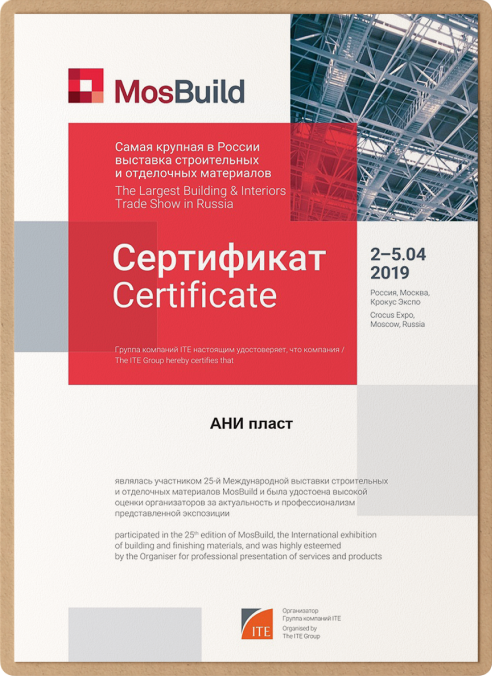 MosBuild
Самая крупная в России
выставка строительных
и отделочных материалов
The Largest Building & Interiors
Trade Show in Russia
Сертификат
Certificate
2–5.04
2019
Россия, Москва,
Крокус Экспо
Crocus Expo,
Moscow, Russia
Группа компаний ITE настоящим удостоверяет, что компания /
The ITE Group hereby certifies that
АНИ пласт
являлась участником 25-й Международной выставки строительных
и отделочных материалов MosBuild и была удостоена высокой
оценки организаторов за актуальность и профессионализм
представленной экспозиции
participated in the 25th edition of MosBuild, the International exhibition
of building and finishing materials, and was highly esteemed
by the Organiser for professional presentation of services and products
ITE
Организатор
Группа компаний ITE
Organised by
The ITE Group